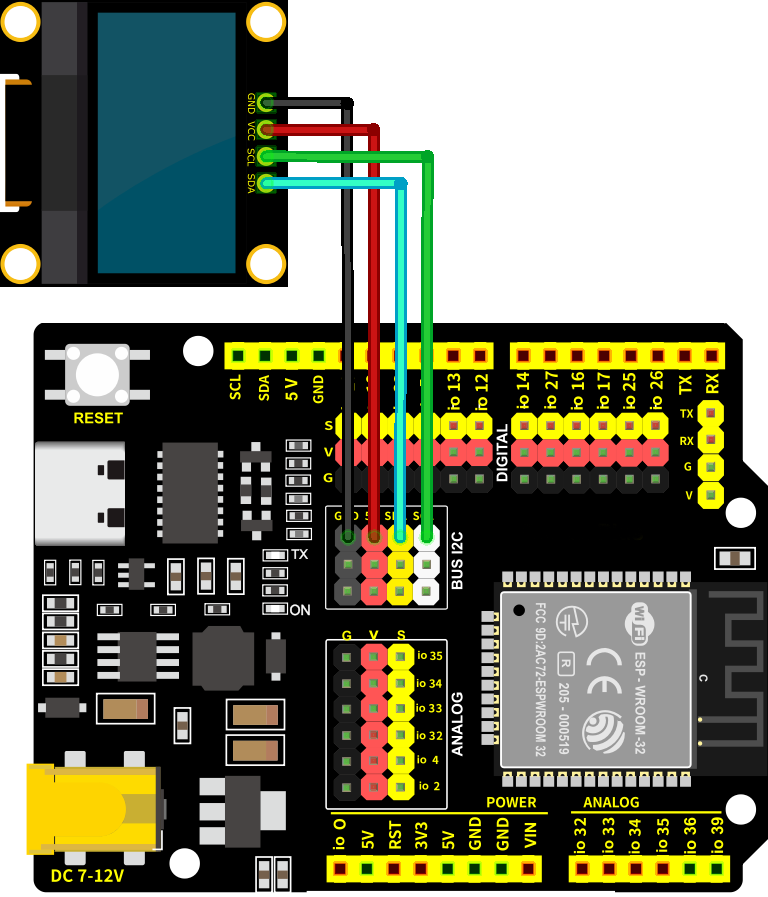 GND
VCC
SCL
SDA
RESET
SCL
SDA
5V
GND
io 13
io 12
io 14
io 27
io 16
io 17
io 25
io 26
TX
RX
S
V
G
DIGITAL
TX
RX
G
V
BUS I2C
TX
ON
G V S
io 35
io 34
io 33
io 32
io 4
io 2
ANALOG
WiFi
ESP-WROOM-32
CE
R
205-000519
FCC 9D:2AC72-ESPWROOM 32
C
DC 7-12V
POWER
io 0
5V
RST
3V3
5V
GND
GND
VIN
ANALOG
io 32
io 33
io 34
io 35
io 36
io 39